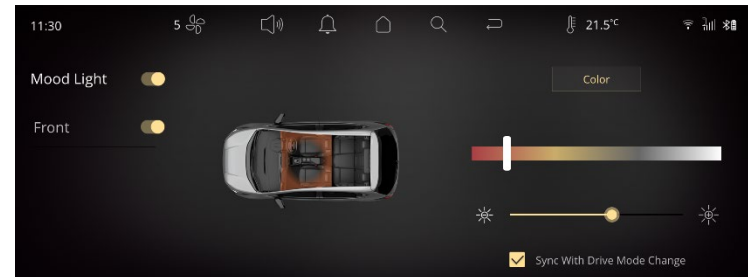 11:30
5
21.5°C
Mood Light
Color
Front
Sync With Drive Mode Change